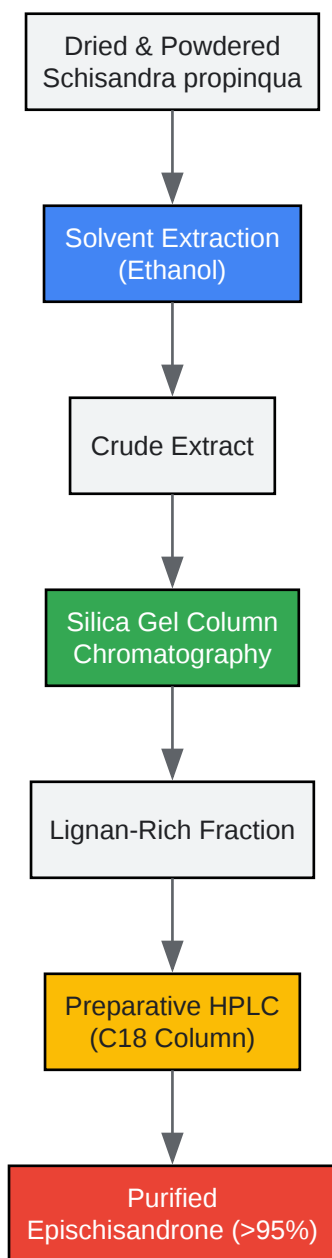 Dried & Powdered
Schisandra propinqua
Solvent Extraction
(Ethanol)
Crude Extract
Silica Gel Column
Chromatography
Lignan-Rich Fraction
Preparative HPLC
(C18 Column)
Purified
Epischisandrone (>95%)